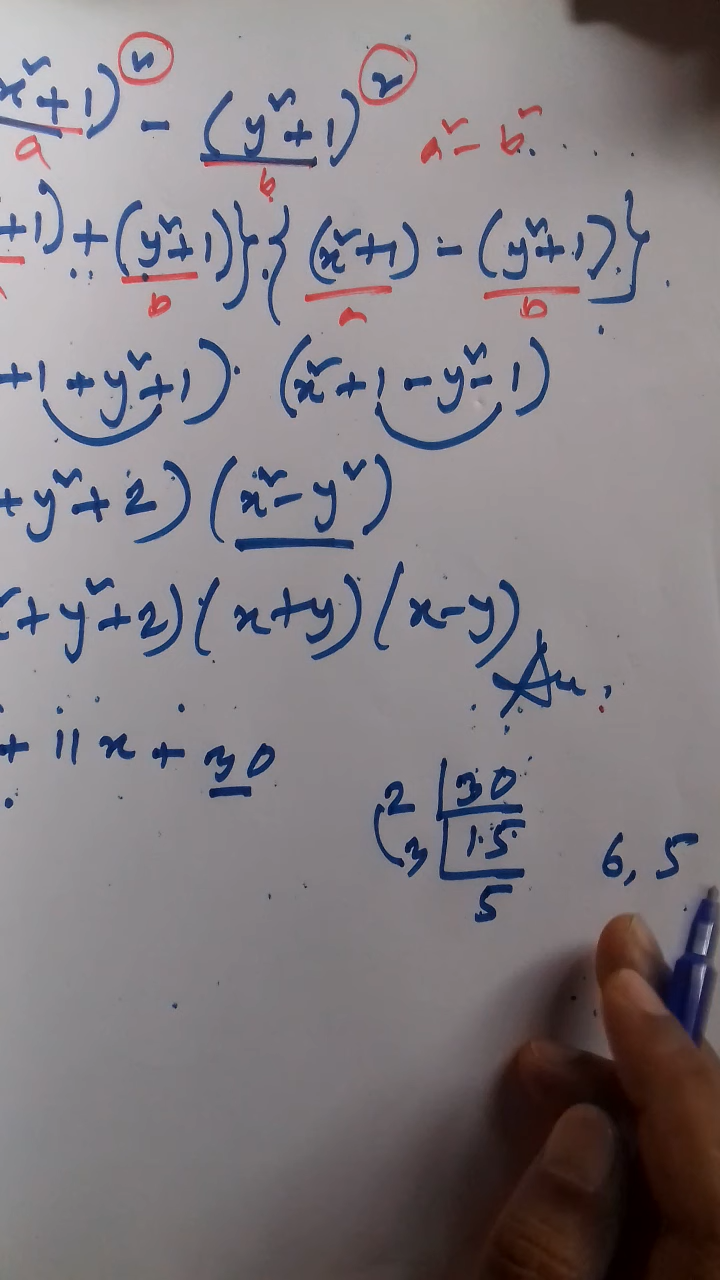 x²+1)² - (y²+1)² a² - b² . . . .
a b
+1) + (y²+1)}·{(x²+1) - (y²+1)}.
b a b
+1 + y²+1)· (x²+1 - y² - 1)
+ y² + 2)(x² - y²)
²+ y²+2)(x+y)(x-y)
+ 11x + 30
2 | 30
3 | 15 6, 5
5